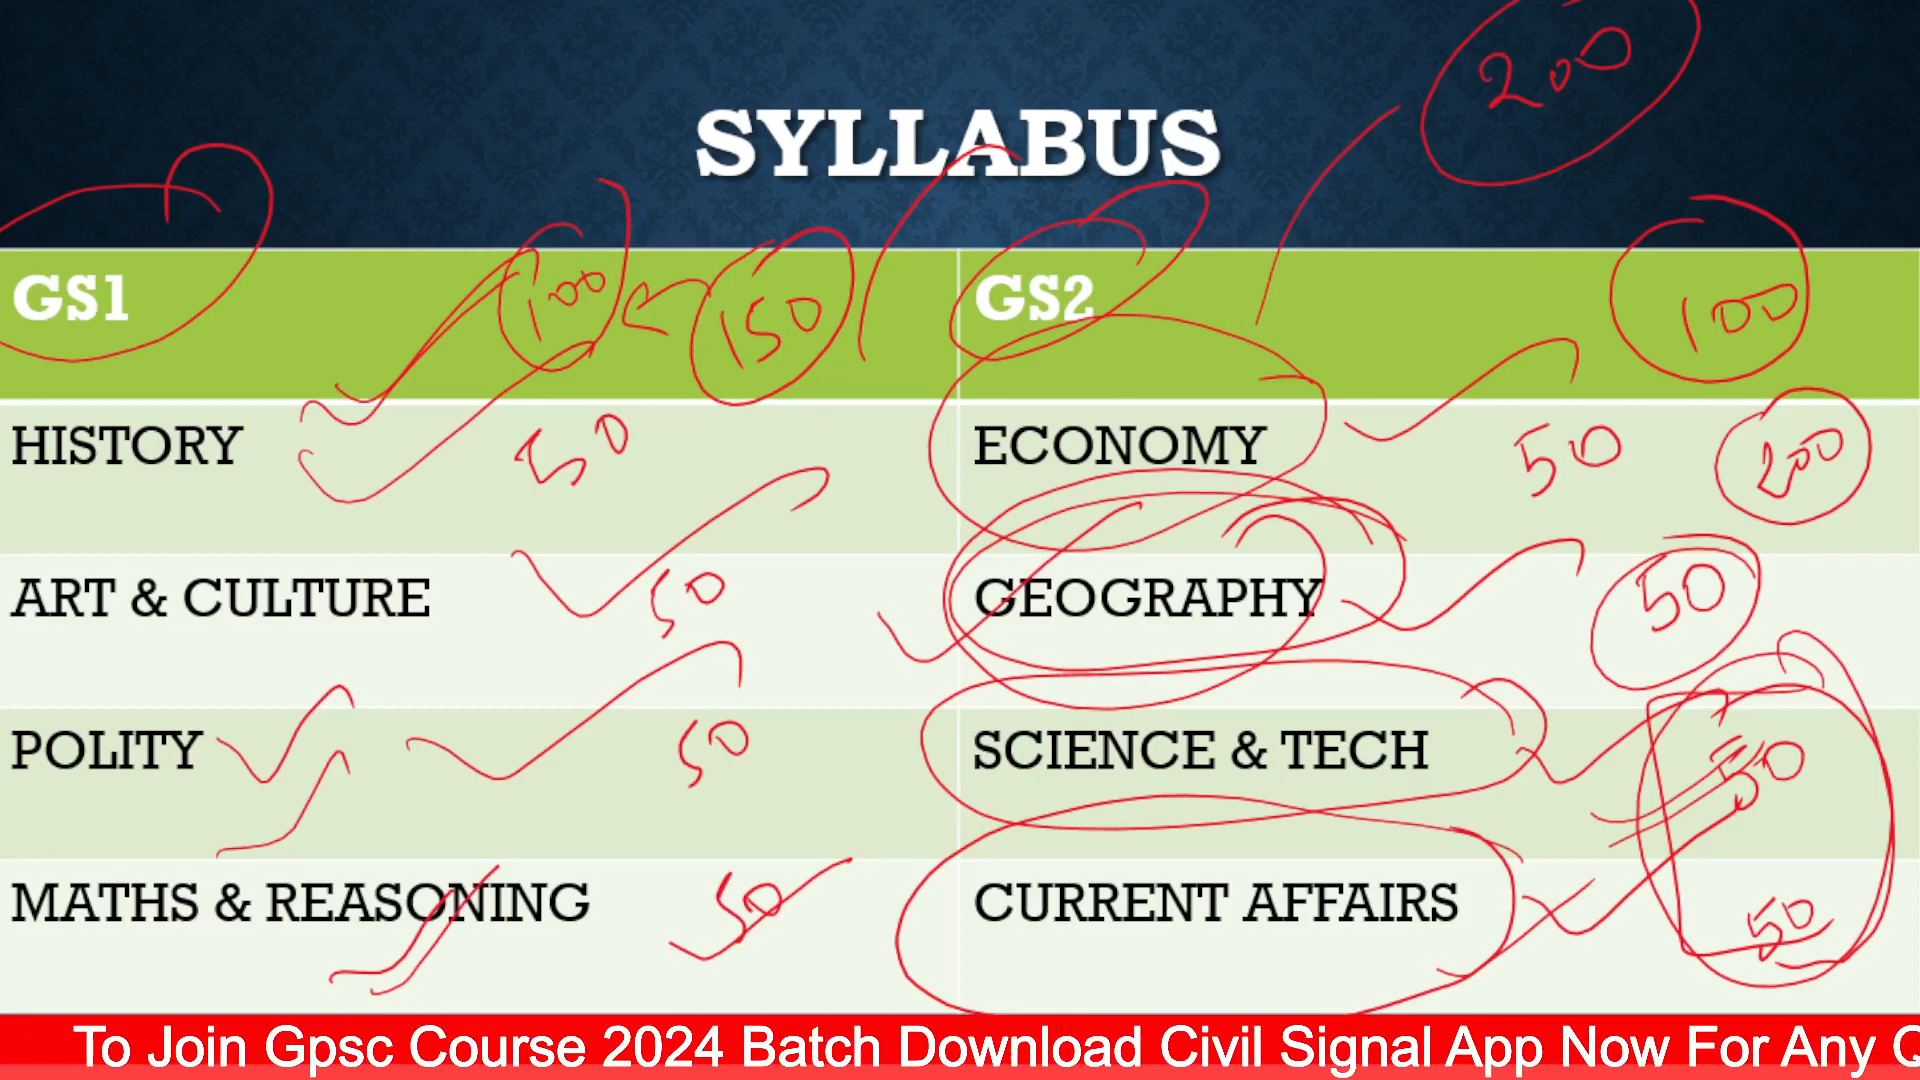 200
SYLLABUS
GS1 100 150 GS2 100
HISTORY 50 ECONOMY 50 200
ART & CULTURE 50 GEOGRAPHY 50
POLITY 50 SCIENCE & TECH 50
MATHS & REASONING 50 CURRENT AFFAIRS 50
To Join Gpsc Course 2024 Batch Download Civil Signal App Now For Any